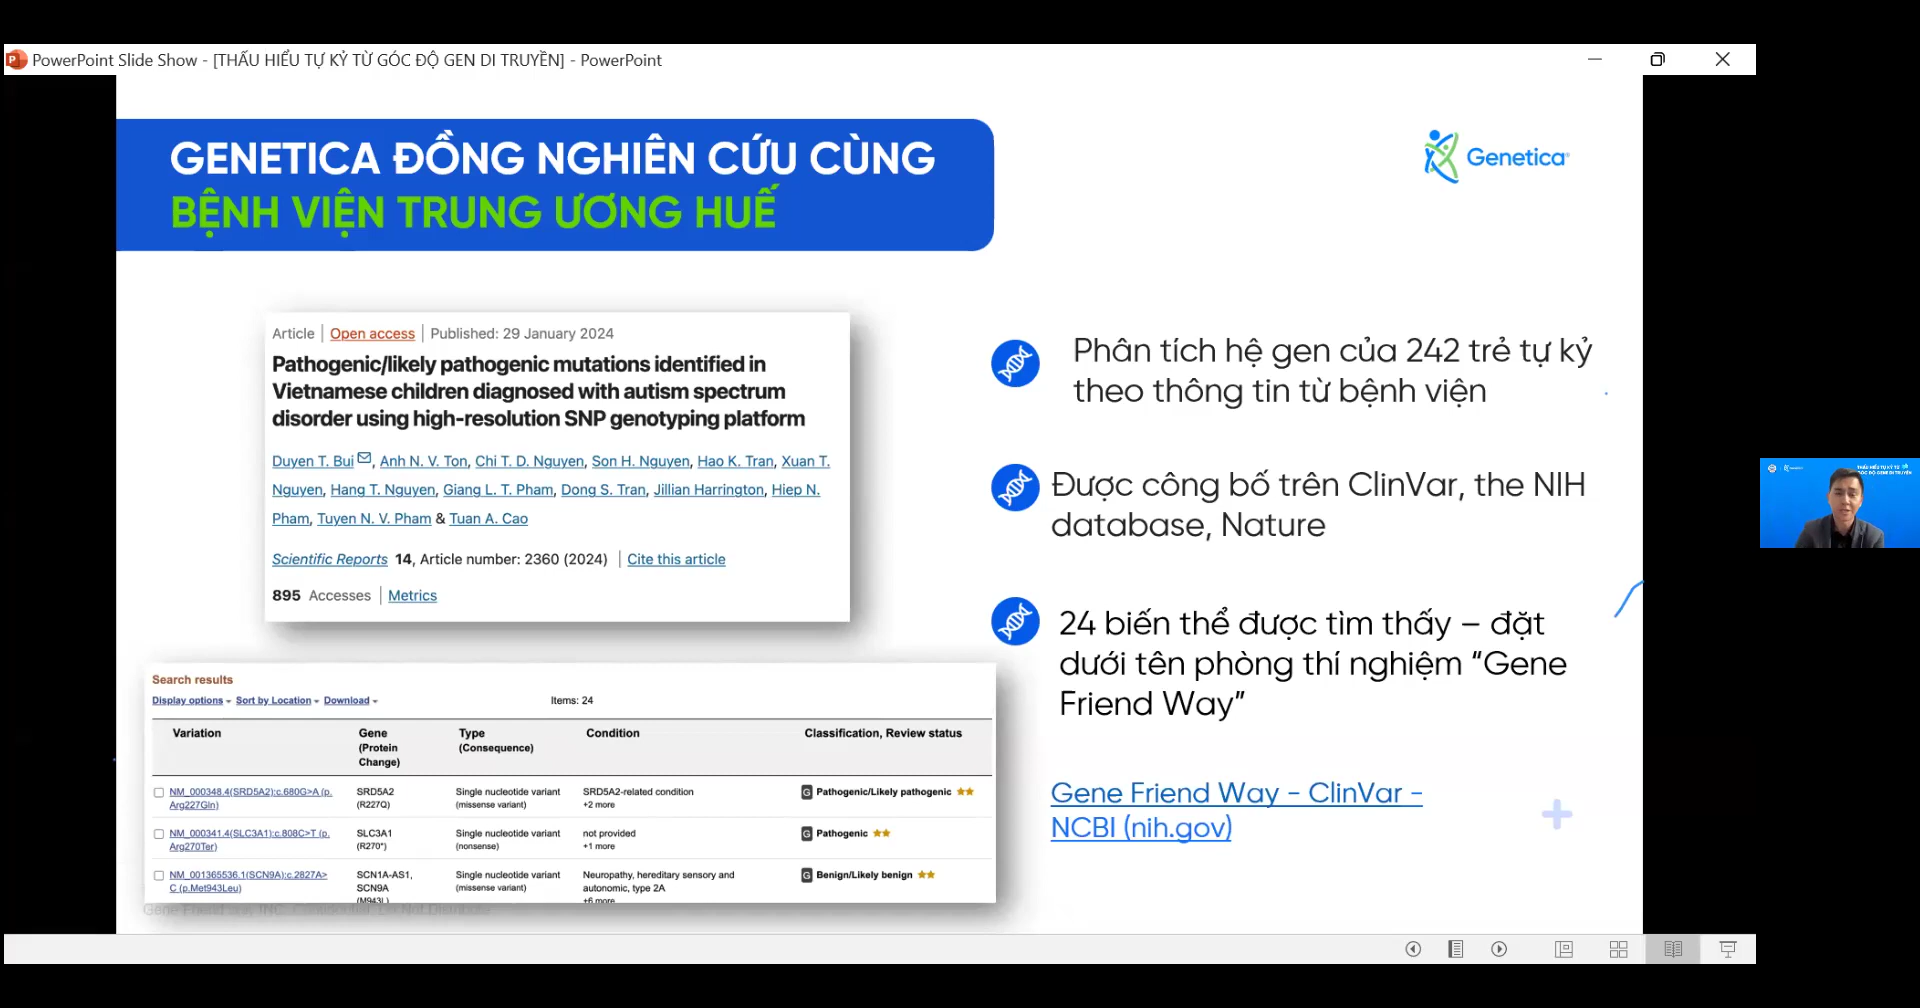 PowerPoint Slide Show - [THẤU HIỂU TỰ KỶ TỪ GÓC ĐỘ GEN DI TRUYỀN] - PowerPoint
GENETICA ĐỒNG NGHIÊN CỨU CÙNG
BỆNH VIỆN TRUNG ƯƠNG HUẾ
Genetica
Article | Open access | Published: 29 January 2024
Pathogenic/likely pathogenic mutations identified in
Vietnamese children diagnosed with autism spectrum
disorder using high-resolution SNP genotyping platform
Duyen T. Bui, Anh N. V. Ton, Chi T. D. Nguyen, Son H. Nguyen, Hao K. Tran, Xuan T.
Nguyen, Hang T. Nguyen, Giang L. T. Pham, Dong S. Tran, Jillian Harrington, Hiep N.
Pham, Tuyen N. V. Pham & Tuan A. Cao
Scientific Reports 14, Article number: 2360 (2024) | Cite this article
895 Accesses | Metrics
Phân tích hệ gen của 242 trẻ tự kỷ
theo thông tin từ bệnh viện
Được công bố trên ClinVar, the NIH
database, Nature
24 biến thể được tìm thấy – đặt
dưới tên phòng thí nghiệm “Gene
Friend Way”
Gene Friend Way - ClinVar -
NCBI (nih.gov)
Search results
Display options Sort by Location Download Items: 24
Variation Gene Type Condition Classification, Review status
(Protein (Consequence)
Change)
NM_000348.4(SRD5A2):c.680G>A (p. SRD5A2 Single nucleotide variant SRD5A2-related condition G Pathogenic/Likely pathogenic
Arg227Gln) (R227Q) (missense variant) +2 more
NM_000341.4(SLC3A1):c.808C>T (p. SLC3A1 Single nucleotide variant not provided G Pathogenic
Arg270Ter) (R270*) (nonsense) +1 more
NM_001365536.1(SCN9A):c.2827A> SCN1A-AS1, Single nucleotide variant Neuropathy, hereditary sensory and G Benign/Likely benign
C (p.Met943Leu) SCN9A (missense variant) autonomic, type 2A
(M943L) +6 more